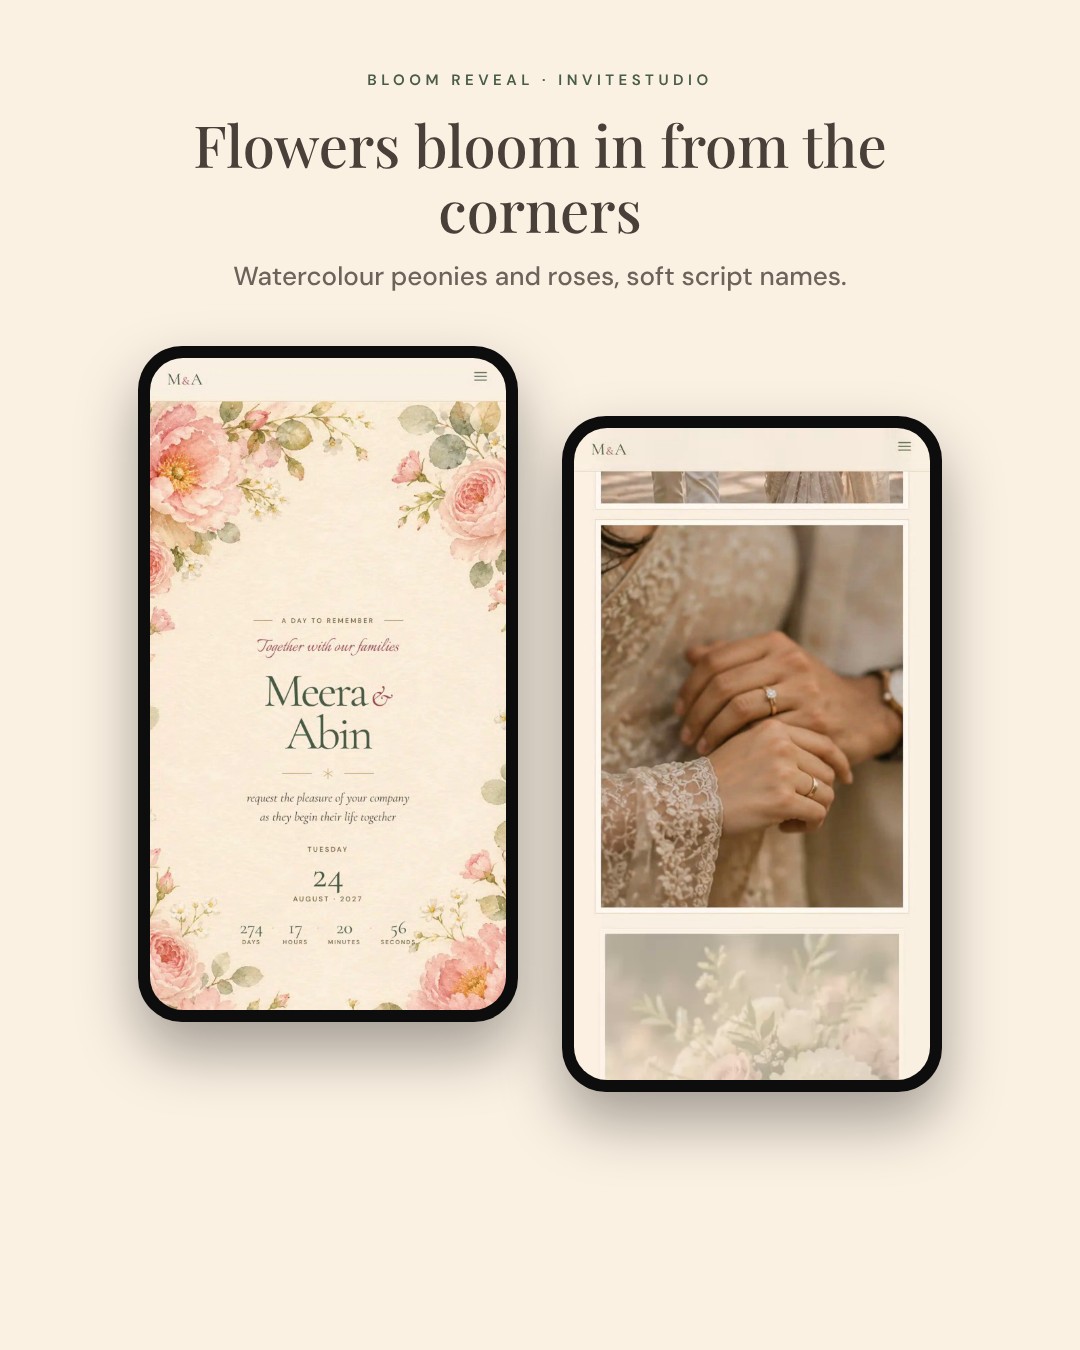 BLOOM REVEAL · INVITESTUDIO
Flowers bloom in from the
corners
Watercolour peonies and roses, soft script names.
M&A
A DAY TO REMEMBER
Together with our families
Meera &
Abin
request the pleasure of your company
as they begin their life together
TUESDAY
24
AUGUST · 2027
274 17 20 56
DAYS HOURS MINUTES SECONDS
M&A